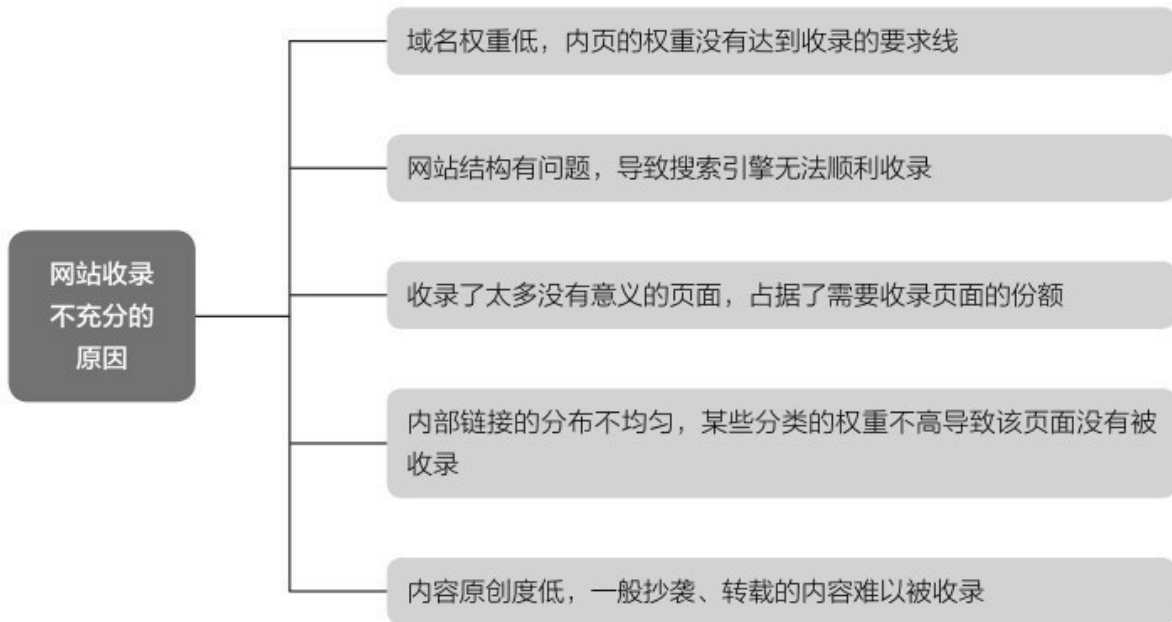 域名权重低，内页的权重没有达到收录的要求线
网站结构有问题，导致搜索引擎无法顺利收录
网站收录
不充分的
原因
收录了太多没有意义的页面，占据了需要收录页面的份额
内部链接的分布不均匀，某些分类的权重不高导致该页面没有被
收录
内容原创度低，一般抄袭、转载的内容难以被收录